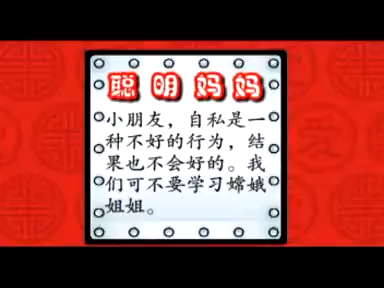 聪明妈妈
小朋友，自私是一
种不好的行为，结
果也不会好的。我
们可不要学习嫦娥
姐姐。